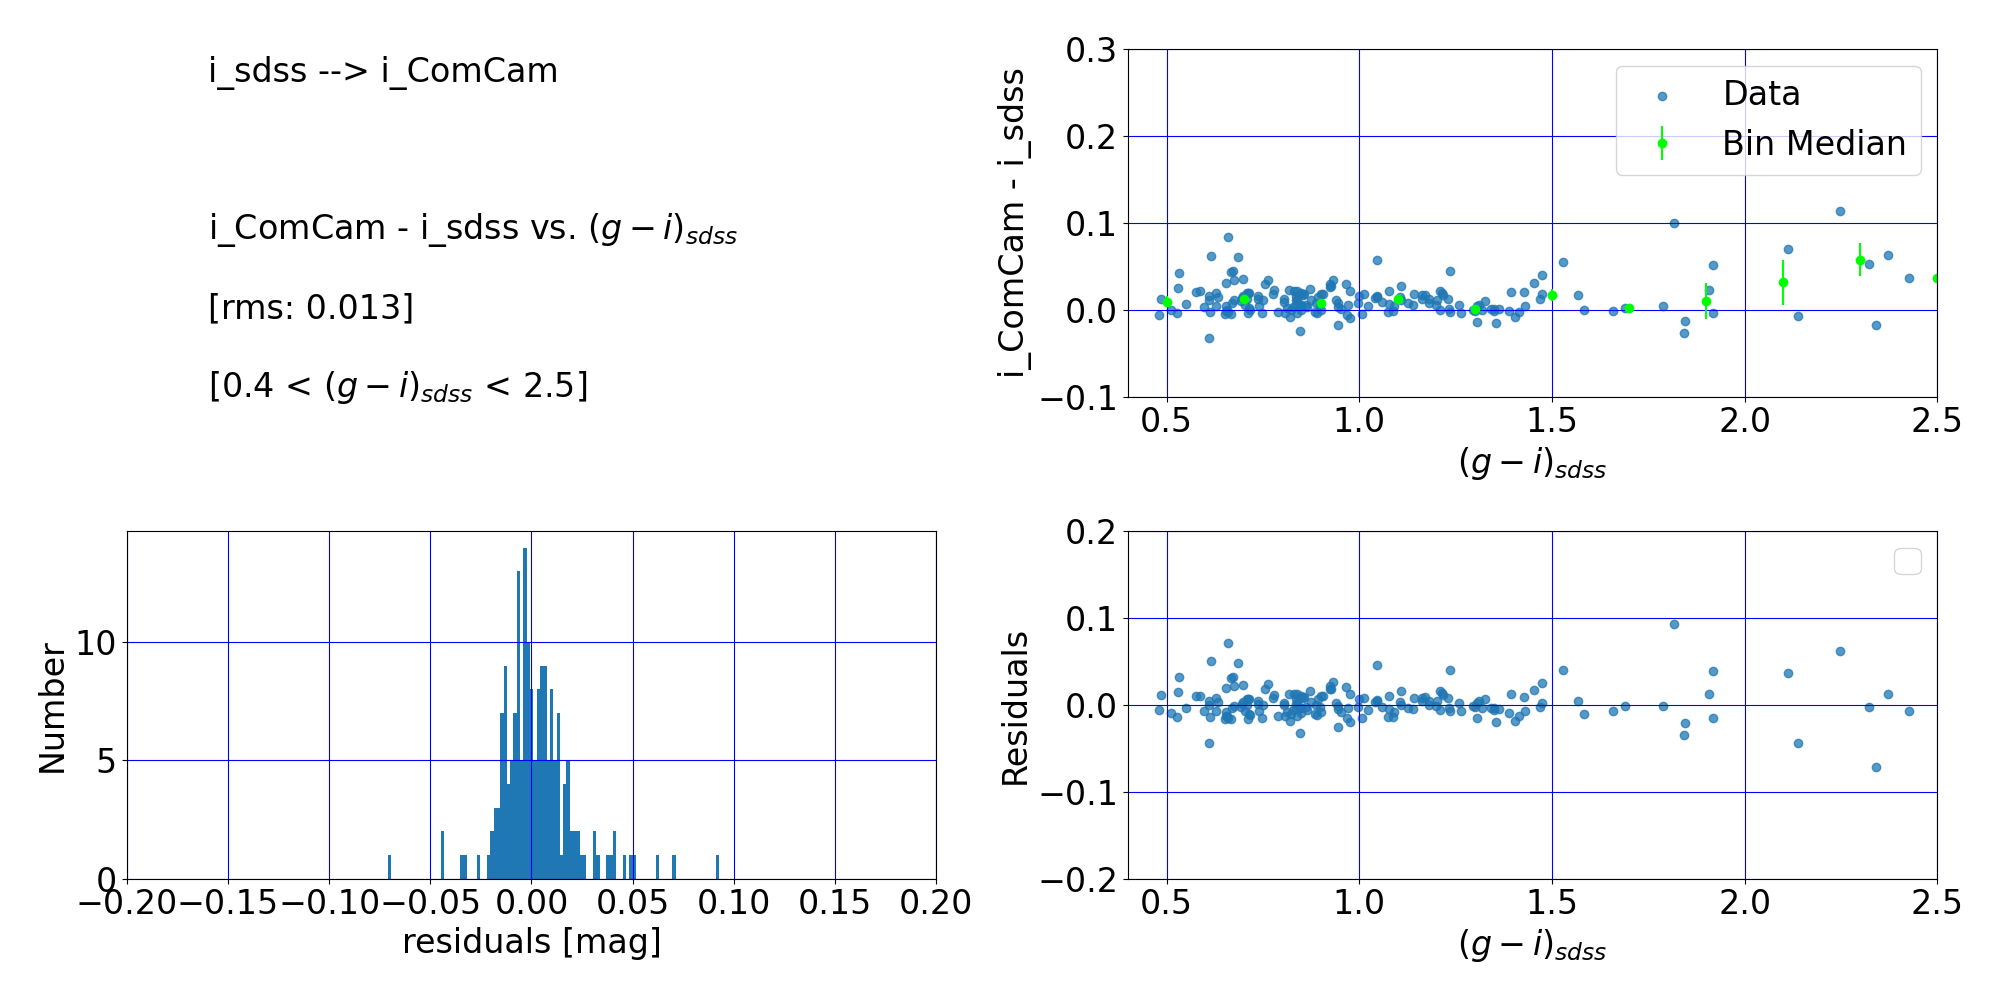 i_sdss --> i_ComCam
i_ComCam - i_sdss vs. (g − i)sdss
[rms: 0.013]
[0.4 < (g − i)sdss < 2.5]
i_ComCam - i_sdss
0.3
0.2
0.1
0.0
−0.1
Data
Bin Median
0.5 1.0 1.5 2.0 2.5
(g − i)sdss
Number
10
5
0
−0.20 −0.15 −0.10 −0.05 0.00 0.05 0.10 0.15 0.20
residuals [mag]
Residuals
0.2
0.1
0.0
−0.1
−0.2
0.5 1.0 1.5 2.0 2.5
(g − i)sdss